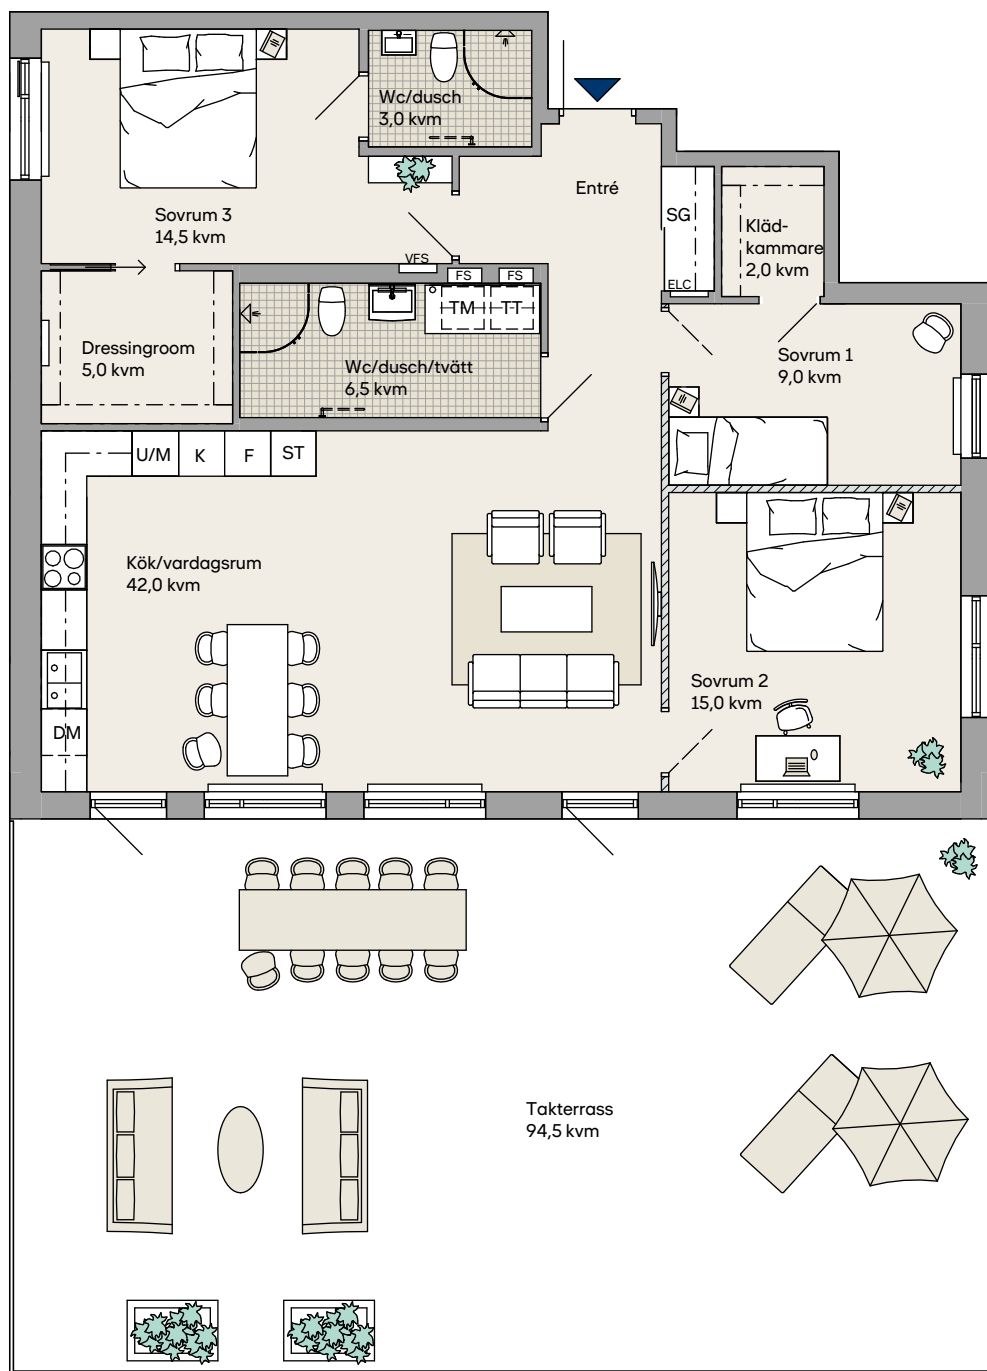 Wc/dusch
3,0 kvm
Entré
Sovrum 3
14,5 kvm
SG
Kläd-
kammare
2,0 kvm
VFS
FS
FS
ELC
TM
TT
Dressingroom
5,0 kvm
Wc/dusch/tvätt
6,5 kvm
Sovrum 1
9,0 kvm
U/M
K
F
ST
Kök/vardagsrum
42,0 kvm
Sovrum 2
15,0 kvm
DM
Takterrass
94,5 kvm